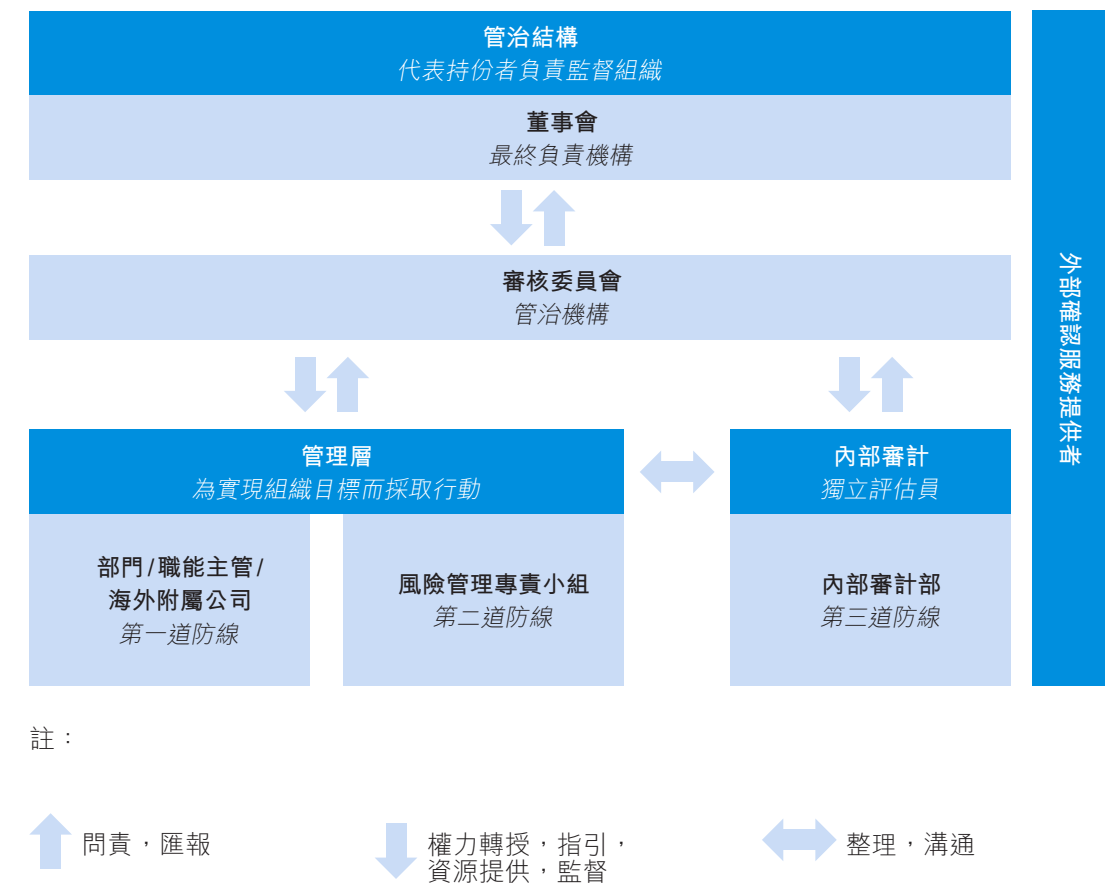 管治結構
代表持份者負責監督組織
董事會
最終負責機構
審核委員會
管治機構
管理層
為實現組織目標而採取行動
部門/職能主管/
海外附屬公司
第一道防線
風險管理專責小組
第二道防線
內部審計
獨立評估員
內部審計部
第三道防線
外部確認服務提供者
註：
問責，匯報
權力轉授，指引，
資源提供，監督
整理，溝通